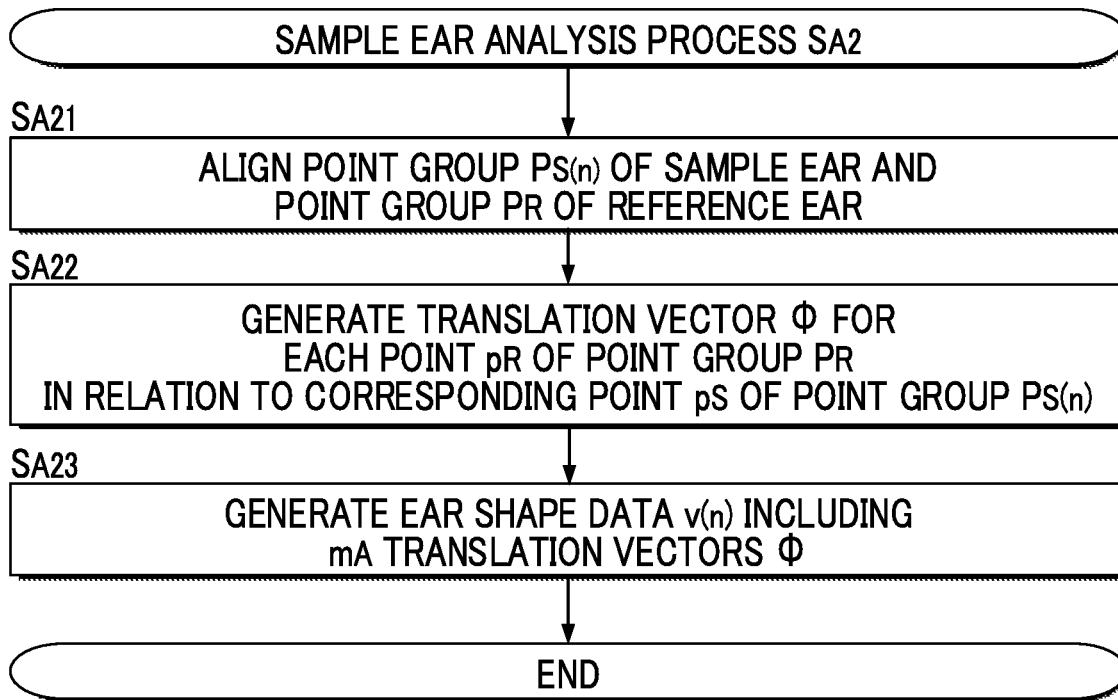 SAMPLE EAR ANALYSIS PROCESS SA2
SA21
ALIGN POINT GROUP PS(n) OF SAMPLE EAR AND
POINT GROUP PR OF REFERENCE EAR
SA22
GENERATE TRANSLATION VECTOR Φ FOR
EACH POINT pR OF POINT GROUP PR
IN RELATION TO CORRESPONDING POINT pS OF POINT GROUP PS(n)
SA23
GENERATE EAR SHAPE DATA v(n) INCLUDING
mA TRANSLATION VECTORS Φ
END